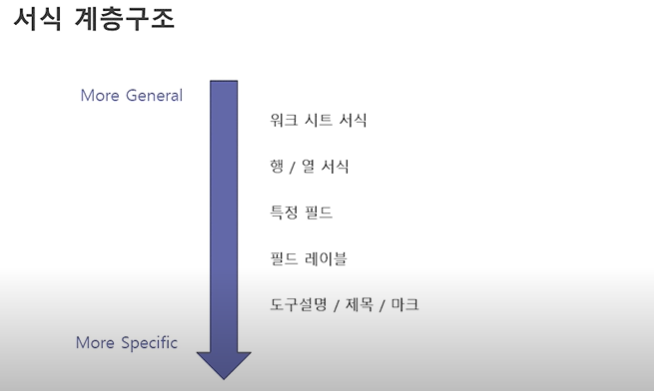 서식 계층구조
More General
워크 시트 서식
행 / 열 서식
특정 필드
필드 레이블
도구설명 / 제목 / 마크
More Specific